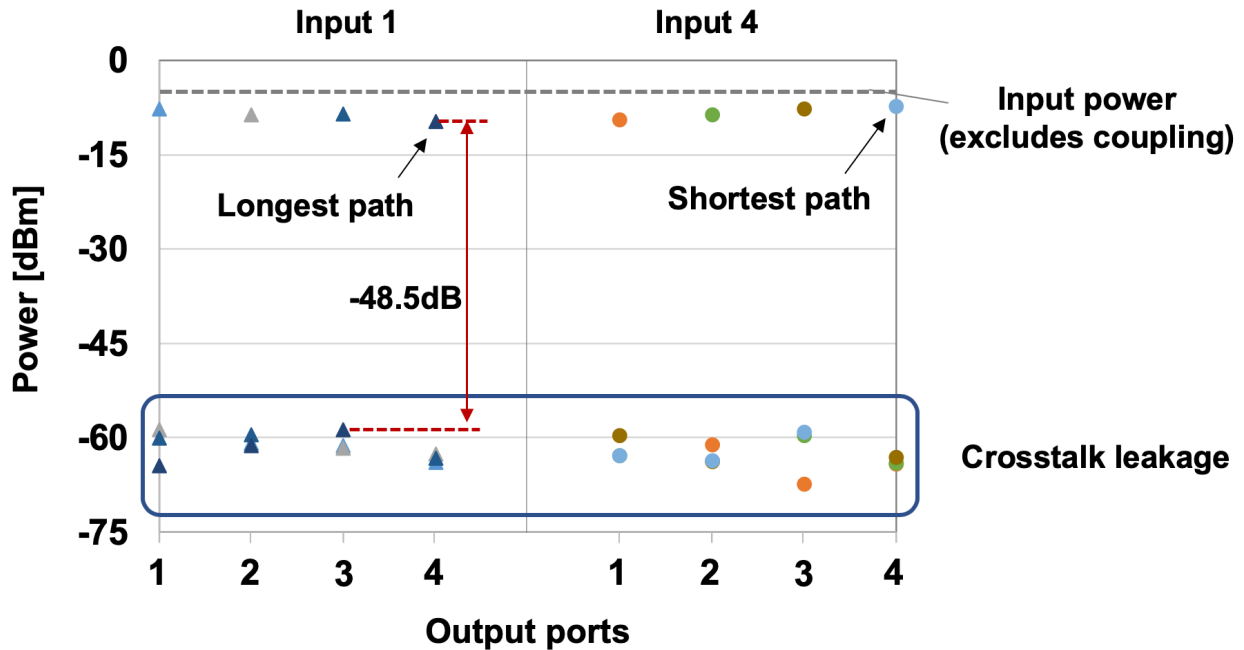 Input 1
Input 4
0
-15
-30
-45
-60
-75
Power [dBm]
Input power
(excludes coupling)
Longest path
Shortest path
-48.5dB
Crosstalk leakage
1 2 3 4 1 2 3 4
Output ports